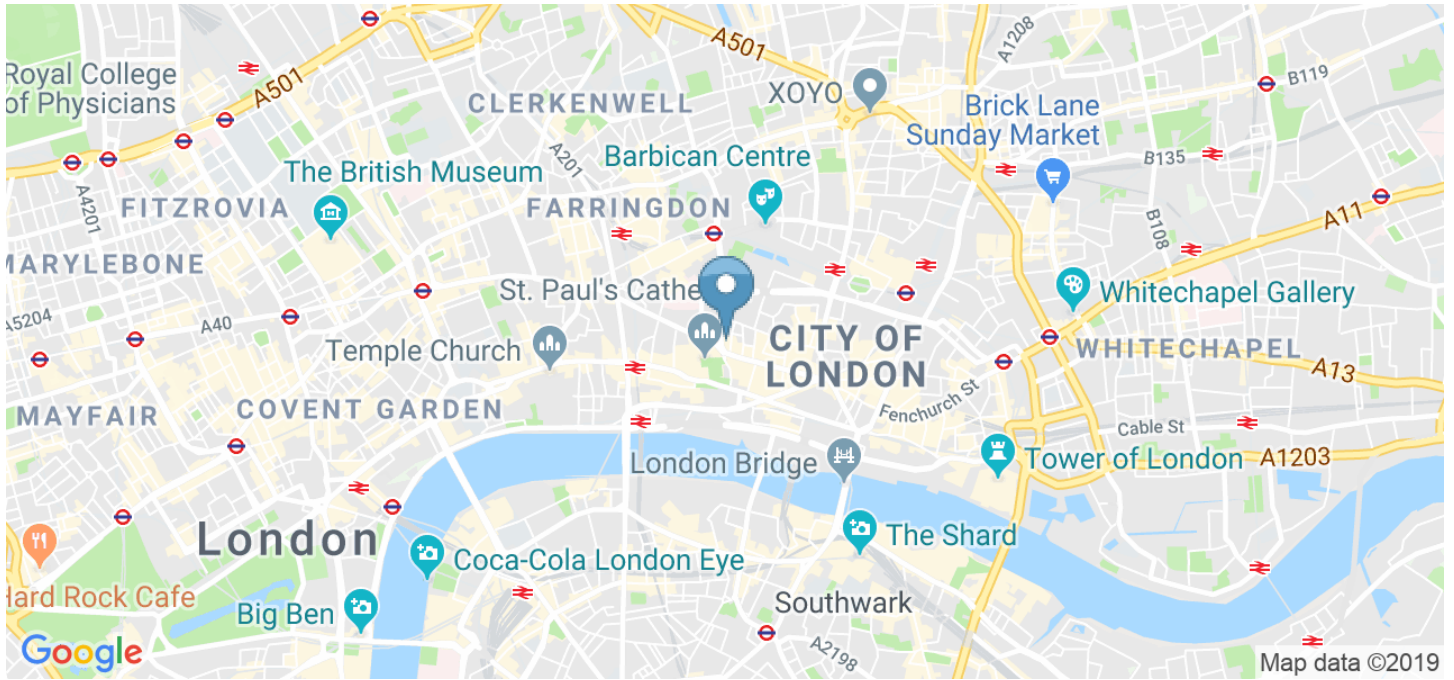 A501
A1208
Royal College
of Physicians
A501
CLERKENWELL
XOYO
B119
Brick Lane
Sunday Market
A201
Barbican Centre
B135
The British Museum
A4201
FITZROVIA
FARRINGDON
B108
A11
MARYLEBONE
St. Paul's Cathe
Whitechapel Gallery
A5204
A40
CITY OF
LONDON
Temple Church
WHITECHAPEL
A13
MAYFAIR
COVENT GARDEN
Fenchurch St
Cable St
London Bridge
Tower of London
A1203
London
The Shard
Coca-Cola London Eye
Hard Rock Cafe
Big Ben
Southwark
A2198
Google
Map data ©2019